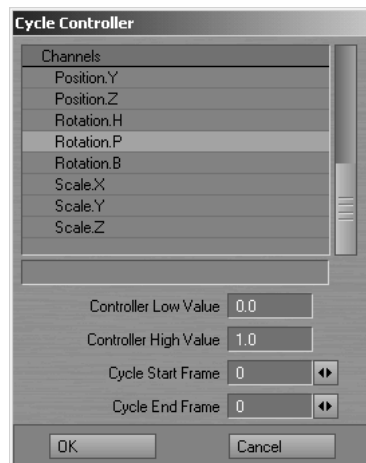 Cycle Controller
Channels
Position.Y
Position.Z
Rotation.H
Rotation.P
Rotation.B
Scale.X
Scale.Y
Scale.Z
Controller Low Value 0.0
Controller High Value 1.0
Cycle Start Frame 0
Cycle End Frame 0
OK Cancel